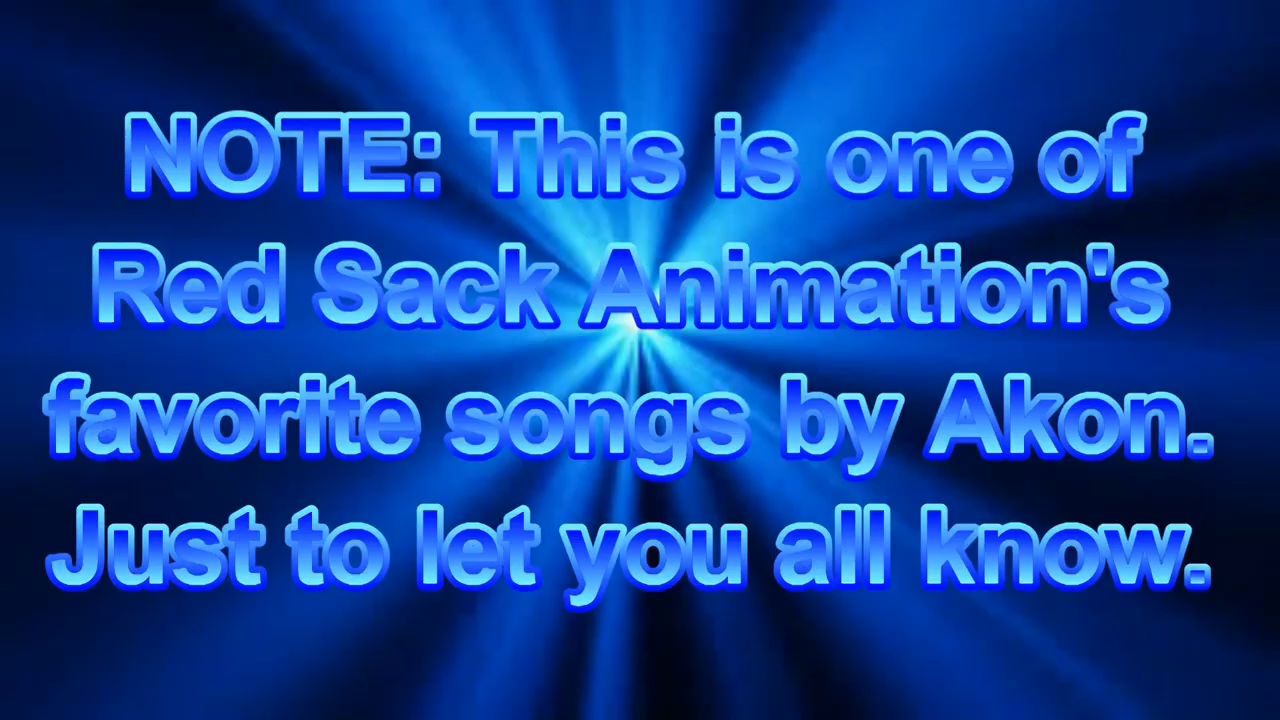 NOTE: This is one of
Red Sack Animation's
favorite songs by Akon.
Just to let you all know.